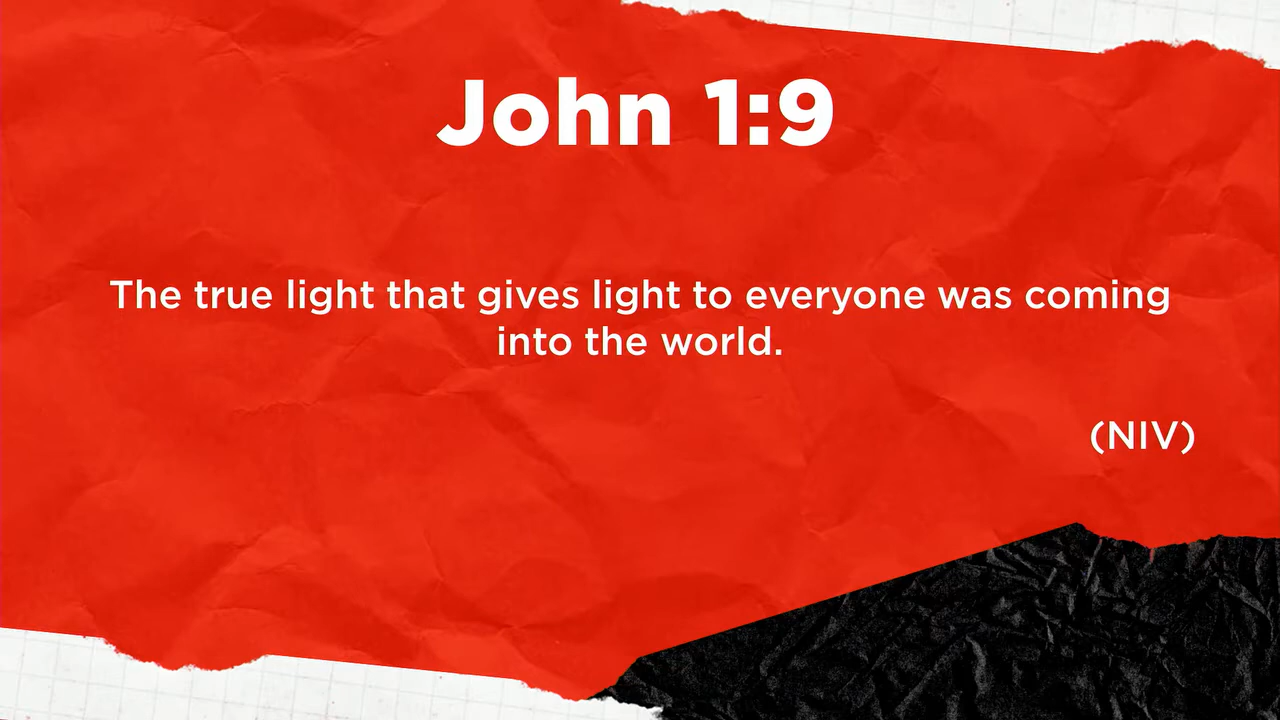 John 1:9
The true light that gives light to everyone was coming
into the world.
(NIV)